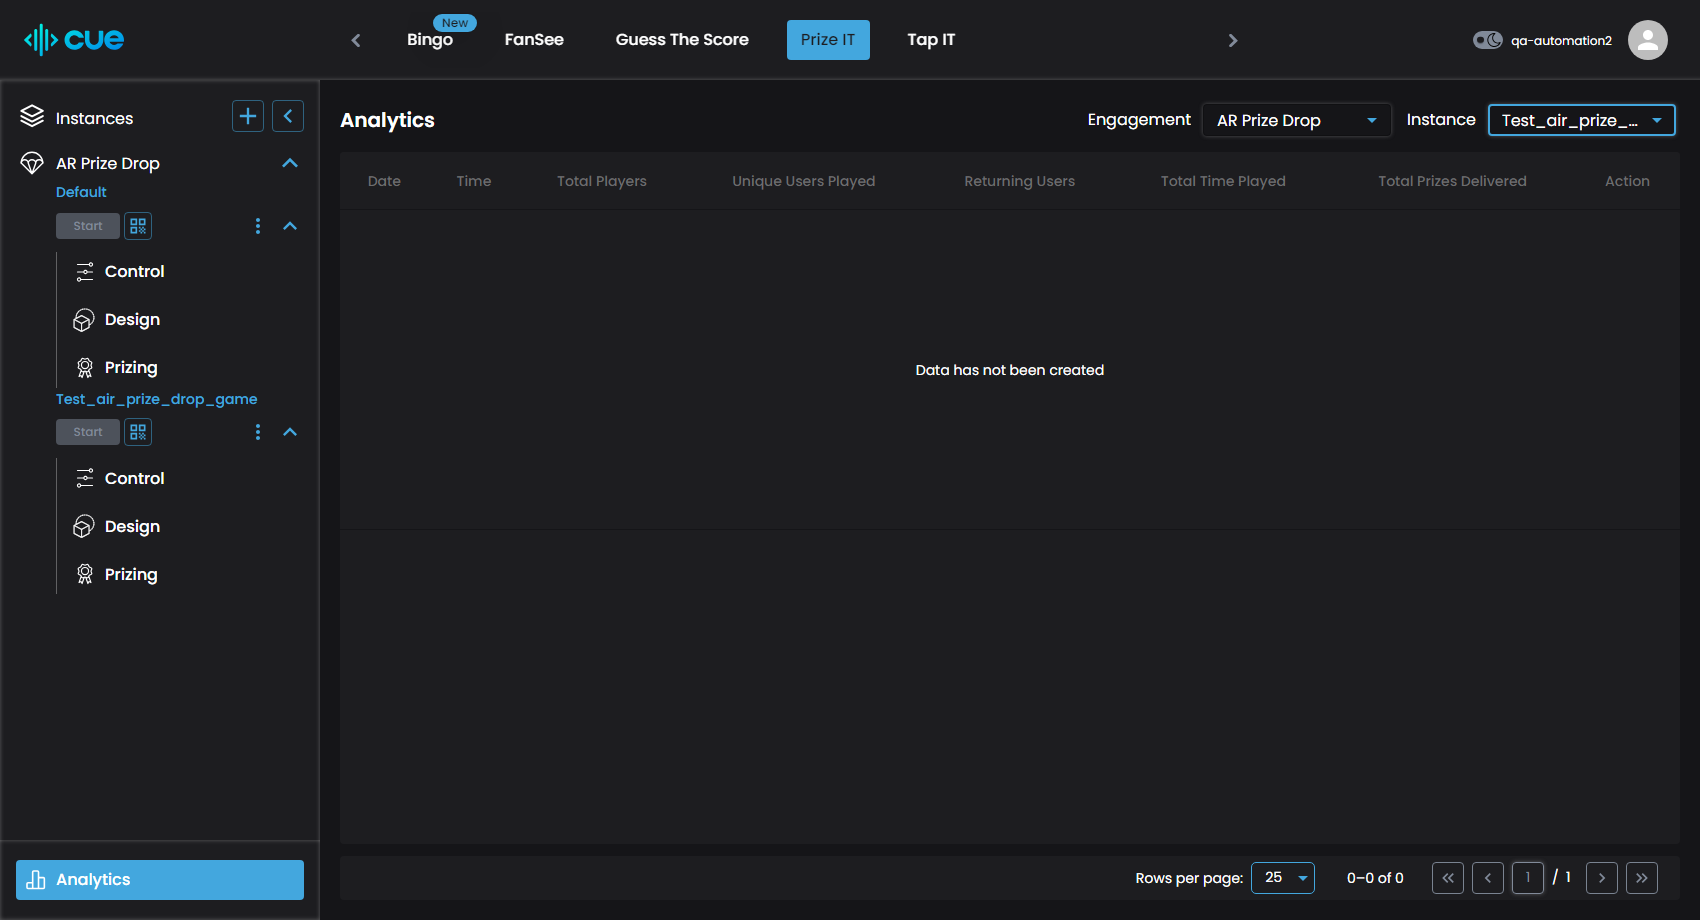 cue
Bingo
New
FanSee
Guess The Score
Prize IT
Tap IT
qa-automation2
Instances
AR Prize Drop
Default
Start
Control
Design
Prizing
Test_air_prize_drop_game
Start
Control
Design
Prizing
Analytics
Analytics
Engagement
AR Prize Drop
Instance
Test_air_prize_...
Date Time Total Players Unique Users Played Returning Users Total Time Played Total Prizes Delivered Action
Data has not been created
Rows per page: 25 0-0 of 0 1 / 1